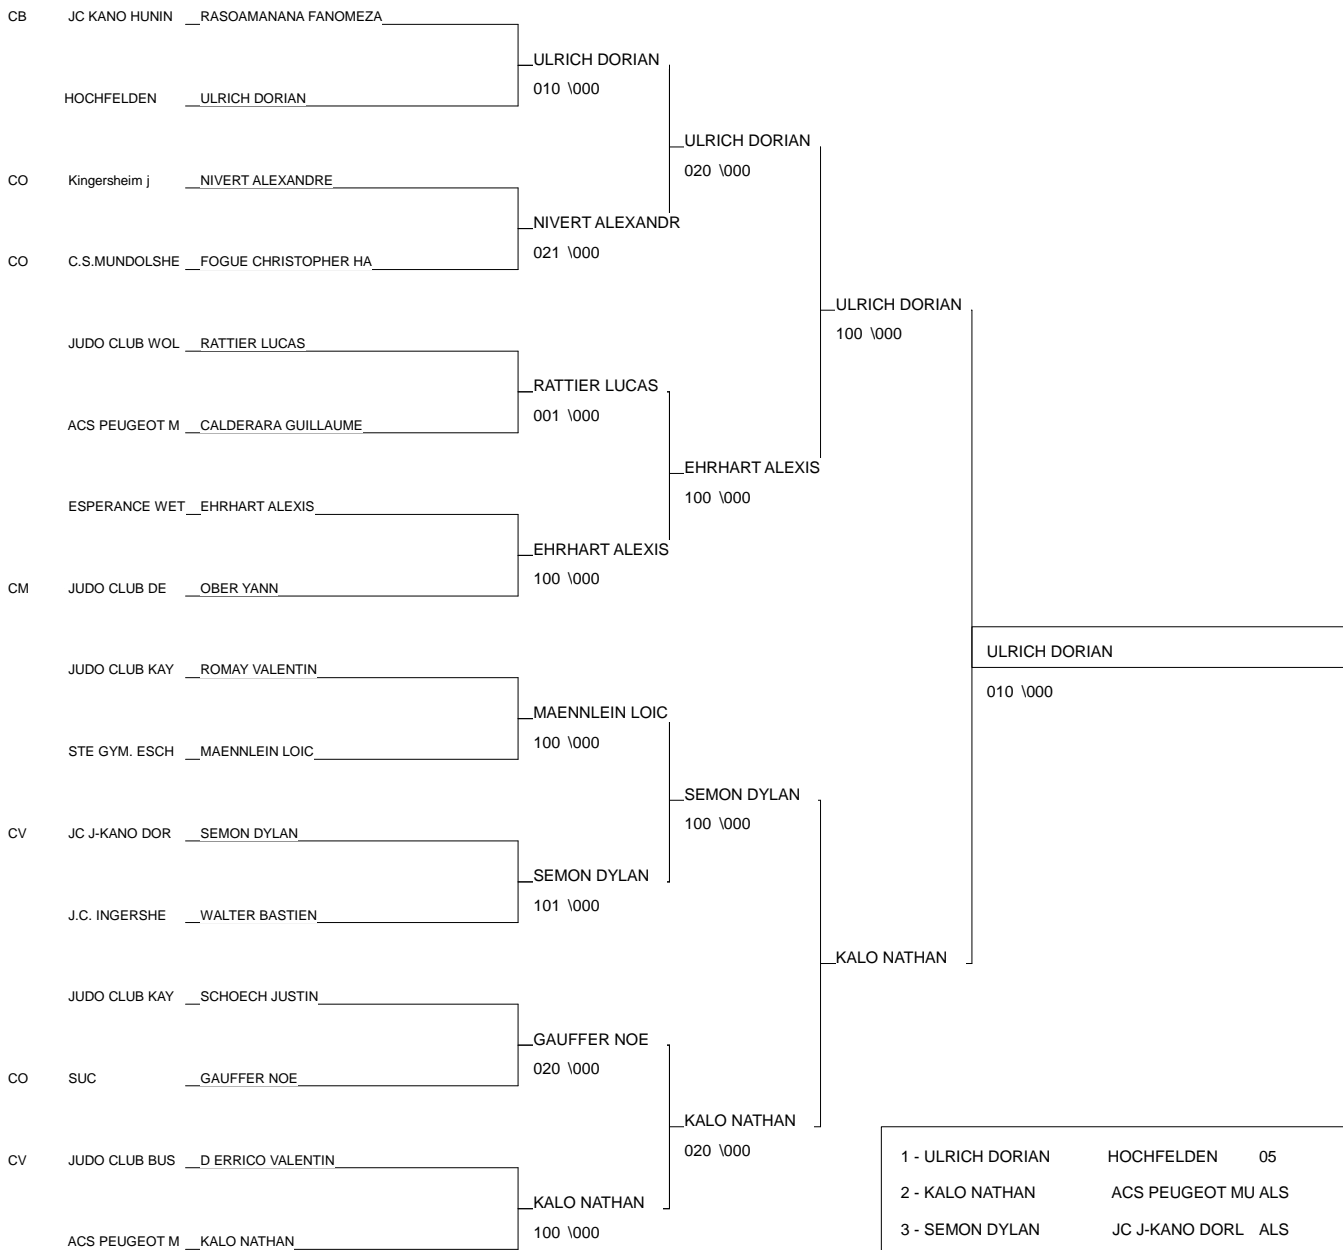 CB JC KANO HUNIN RASOAMANANA FANOMEZA
ULRICH DORIAN
010 \000
HOCHFELDEN ULRICH DORIAN
ULRICH DORIAN
020 \000
CO Kingersheim j NIVERT ALEXANDRE
NIVERT ALEXANDR
021 \000
CO C.S.MUNDOLSHE FOGUE CHRISTOPHER HA
ULRICH DORIAN
100 \000
JUDO CLUB WOL RATTIER LUCAS
RATTIER LUCAS
001 \000
ACS PEUGEOT M CALDERARA GUILLAUME
EHRHART ALEXIS
100 \000
ESPERANCE WET EHRHART ALEXIS
EHRHART ALEXIS
100 \000
CM JUDO CLUB DE OBER YANN
ULRICH DORIAN
010 \000
JUDO CLUB KAY ROMAY VALENTIN
MAENNLEIN LOIC
100 \000
STE GYM. ESCH MAENNLEIN LOIC
SEMON DYLAN
100 \000
CV JC J-KANO DOR SEMON DYLAN
SEMON DYLAN
101 \000
J.C. INGERSHE WALTER BASTIEN
KALO NATHAN
JUDO CLUB KAY SCHOECH JUSTIN
GAUFFER NOE
020 \000
CO SUC GAUFFER NOE
KALO NATHAN
020 \000
CV JUDO CLUB BUS D ERRICO VALENTIN
KALO NATHAN
100 \000
ACS PEUGEOT M KALO NATHAN
1 - ULRICH DORIAN HOCHFELDEN 05
2 - KALO NATHAN ACS PEUGEOT MU ALS
3 - SEMON DYLAN JC J-KANO DORL ALS